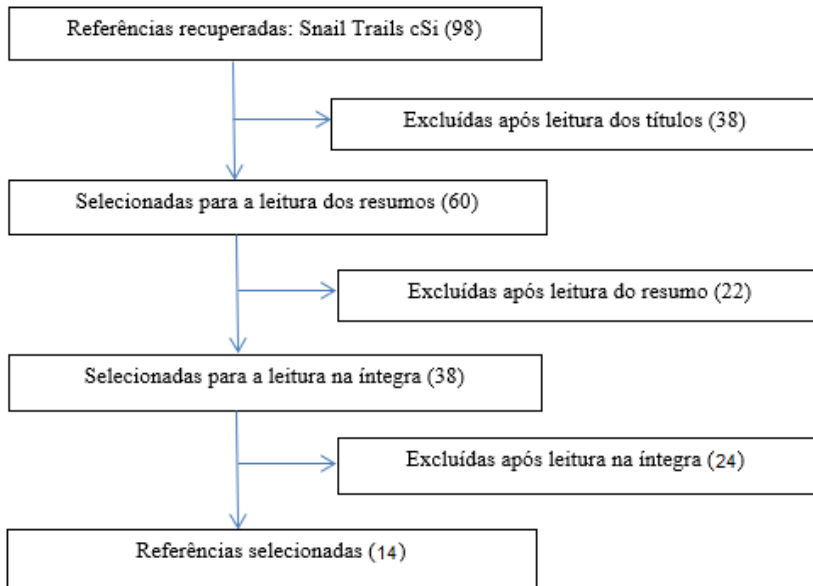 Referências recuperadas: Snail Trails cSi (98)
Excluídas após leitura dos títulos (38)
Selecionadas para a leitura dos resumos (60)
Excluídas após leitura do resumo (22)
Selecionadas para a leitura na íntegra (38)
Excluídas após leitura na íntegra (24)
Referências selecionadas (14)